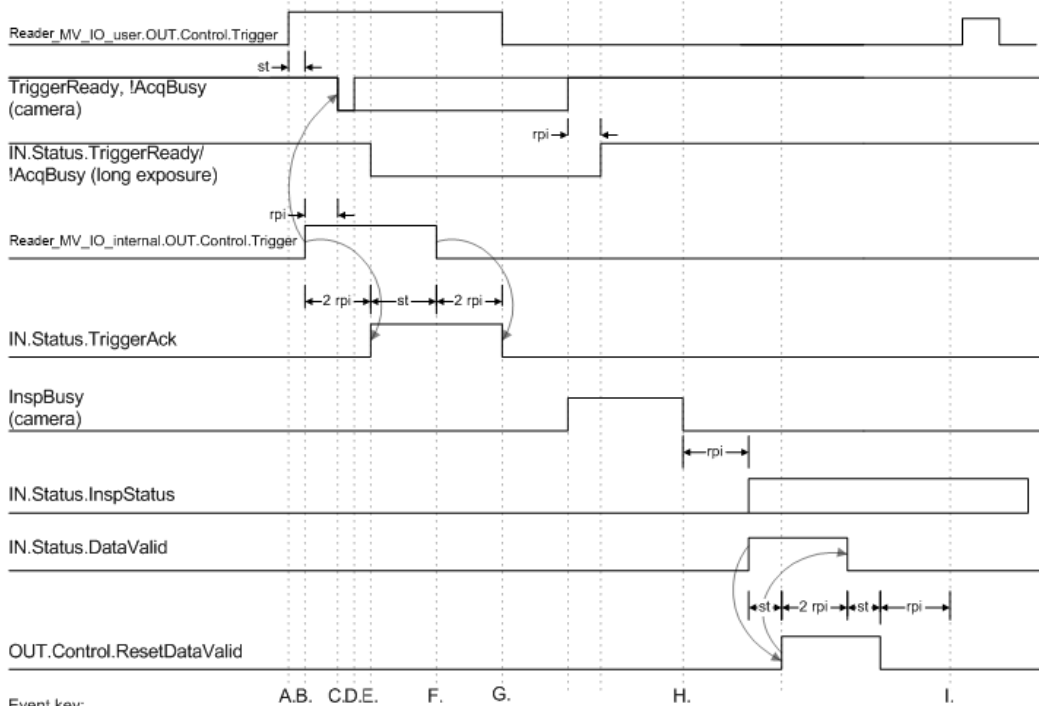 Reader_MV_IO_user.OUT.Control.Trigger
st
TriggerReady, !AcqBusy
(camera)
rpi
IN.Status.TriggerReady/
!AcqBusy (long exposure)
rpi
Reader_MV_IO_internal.OUT.Control.Trigger
2 rpi st 2 rpi
IN.Status.TriggerAck
InspBusy
(camera)
rpi
IN.Status.InspStatus
IN.Status.DataValid
st 2 rpi st rpi
OUT.Control.ResetDataValid
A. B. C. D. E. F. G. H. I.
Event key: